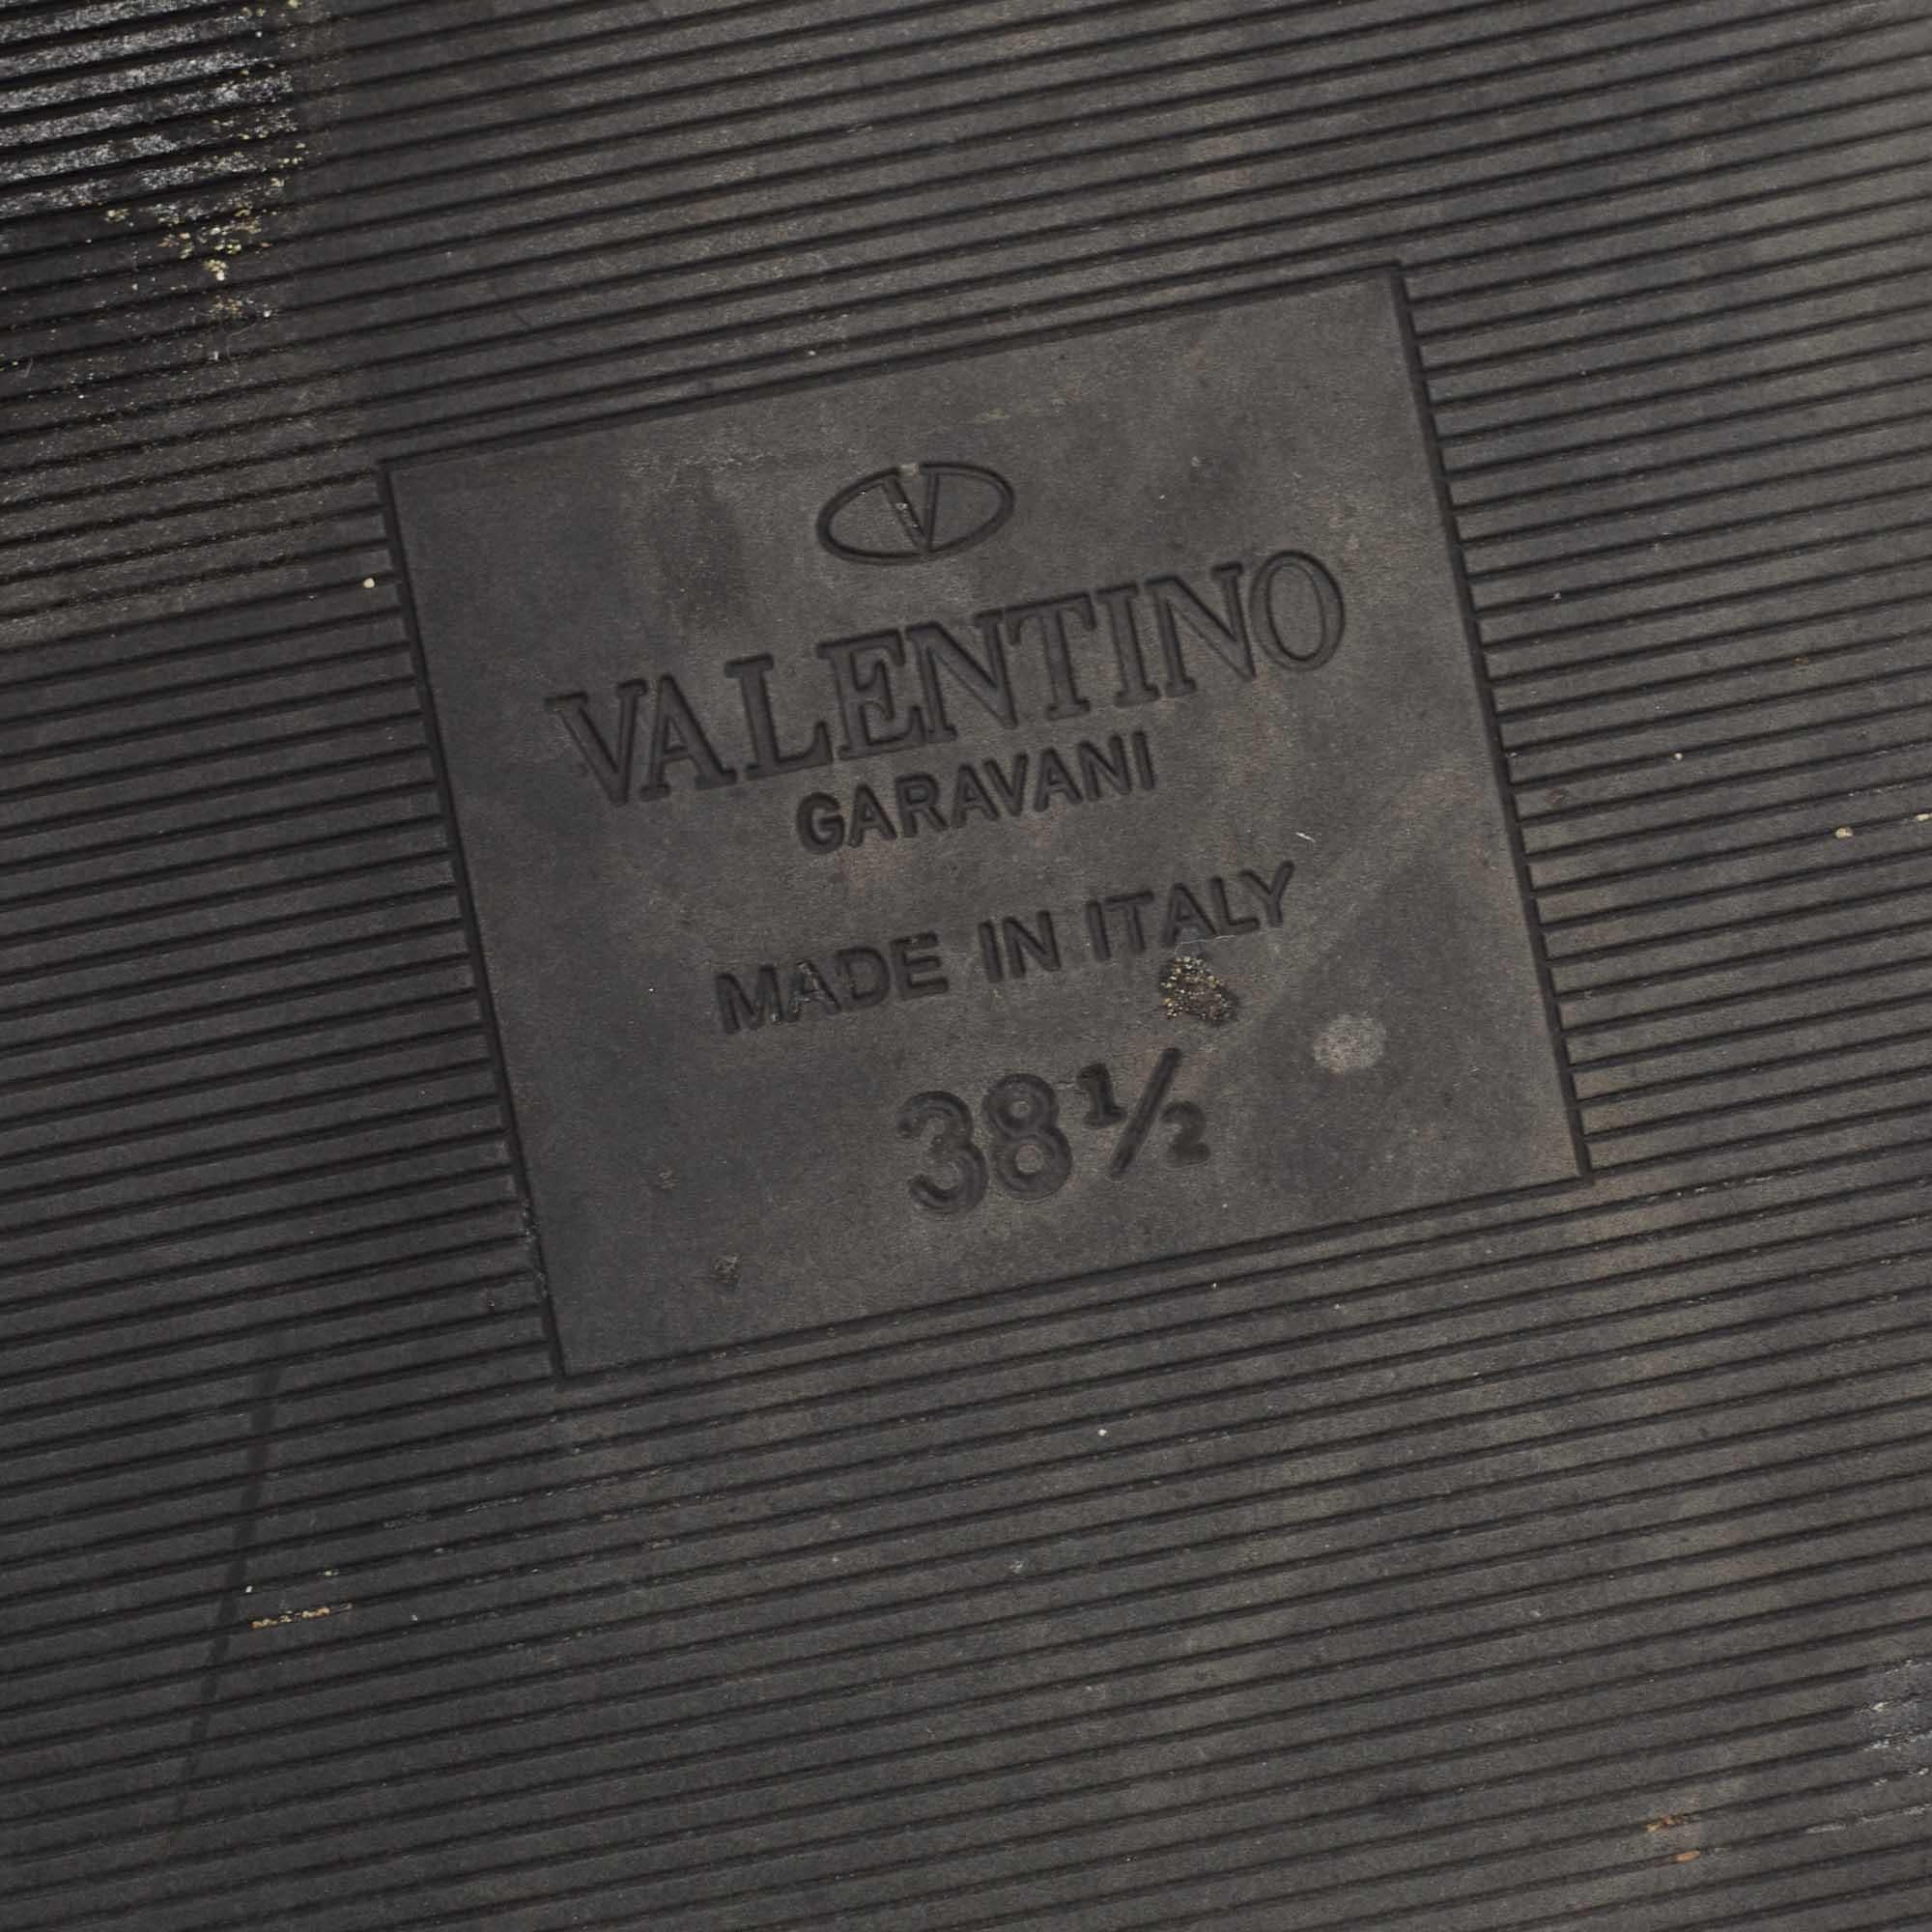 V
VALENTINO
GARAVANI
MADE IN ITALY
38½